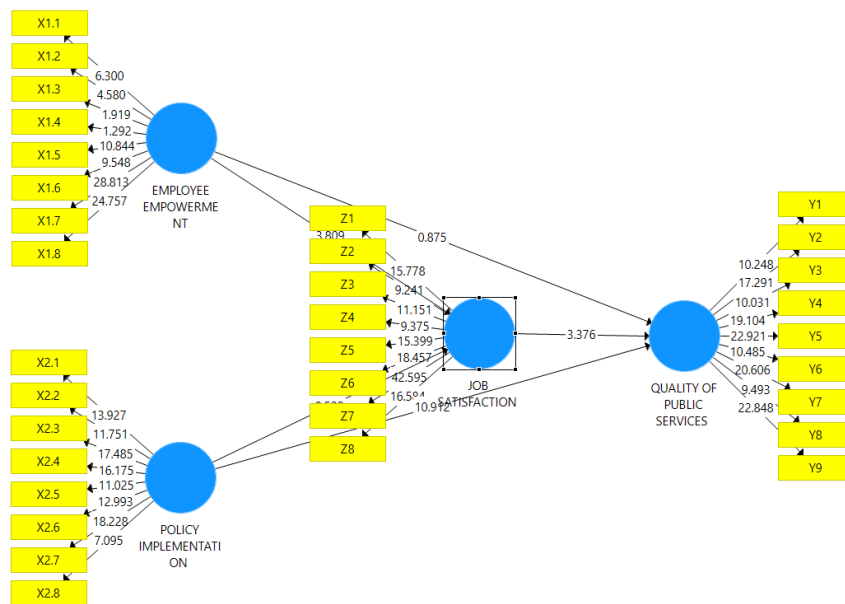 X1.1
X1.2
X1.3
X1.4
X1.5
X1.6
X1.7
X1.8
6.300
4.580
1.919
1.292
10.844
9.548
28.813
24.757
EMPLOYEE
EMPOWERME
NT
X2.1
X2.2
X2.3
X2.4
X2.5
X2.6
X2.7
X2.8
13.927
11.751
17.485
16.175
11.025
12.993
18.228
7.095
POLICY
IMPLEMENTATI
ON
Z1
Z2
Z3
Z4
Z5
Z6
Z7
Z8
3.809
15.778
9.241
11.151
9.375
15.399
18.457
42.595
16.584
JOB
SATISFACTION
0.875
3.376
10.912
QUALITY OF
PUBLIC
SERVICES
10.248
17.291
10.031
19.104
22.921
10.485
20.606
9.493
22.848
Y1
Y2
Y3
Y4
Y5
Y6
Y7
Y8
Y9